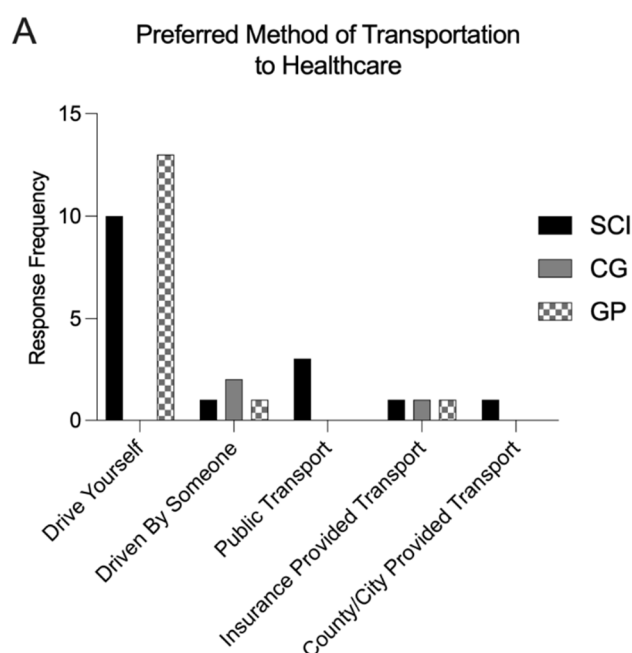 A
Preferred Method of Transportation
to Healthcare
Response Frequency
15
10
5
0
SCI
CG
GP
Drive Yourself
Driven By Someone
Public Transport
Insurance Provided Transport
County/City Provided Transport